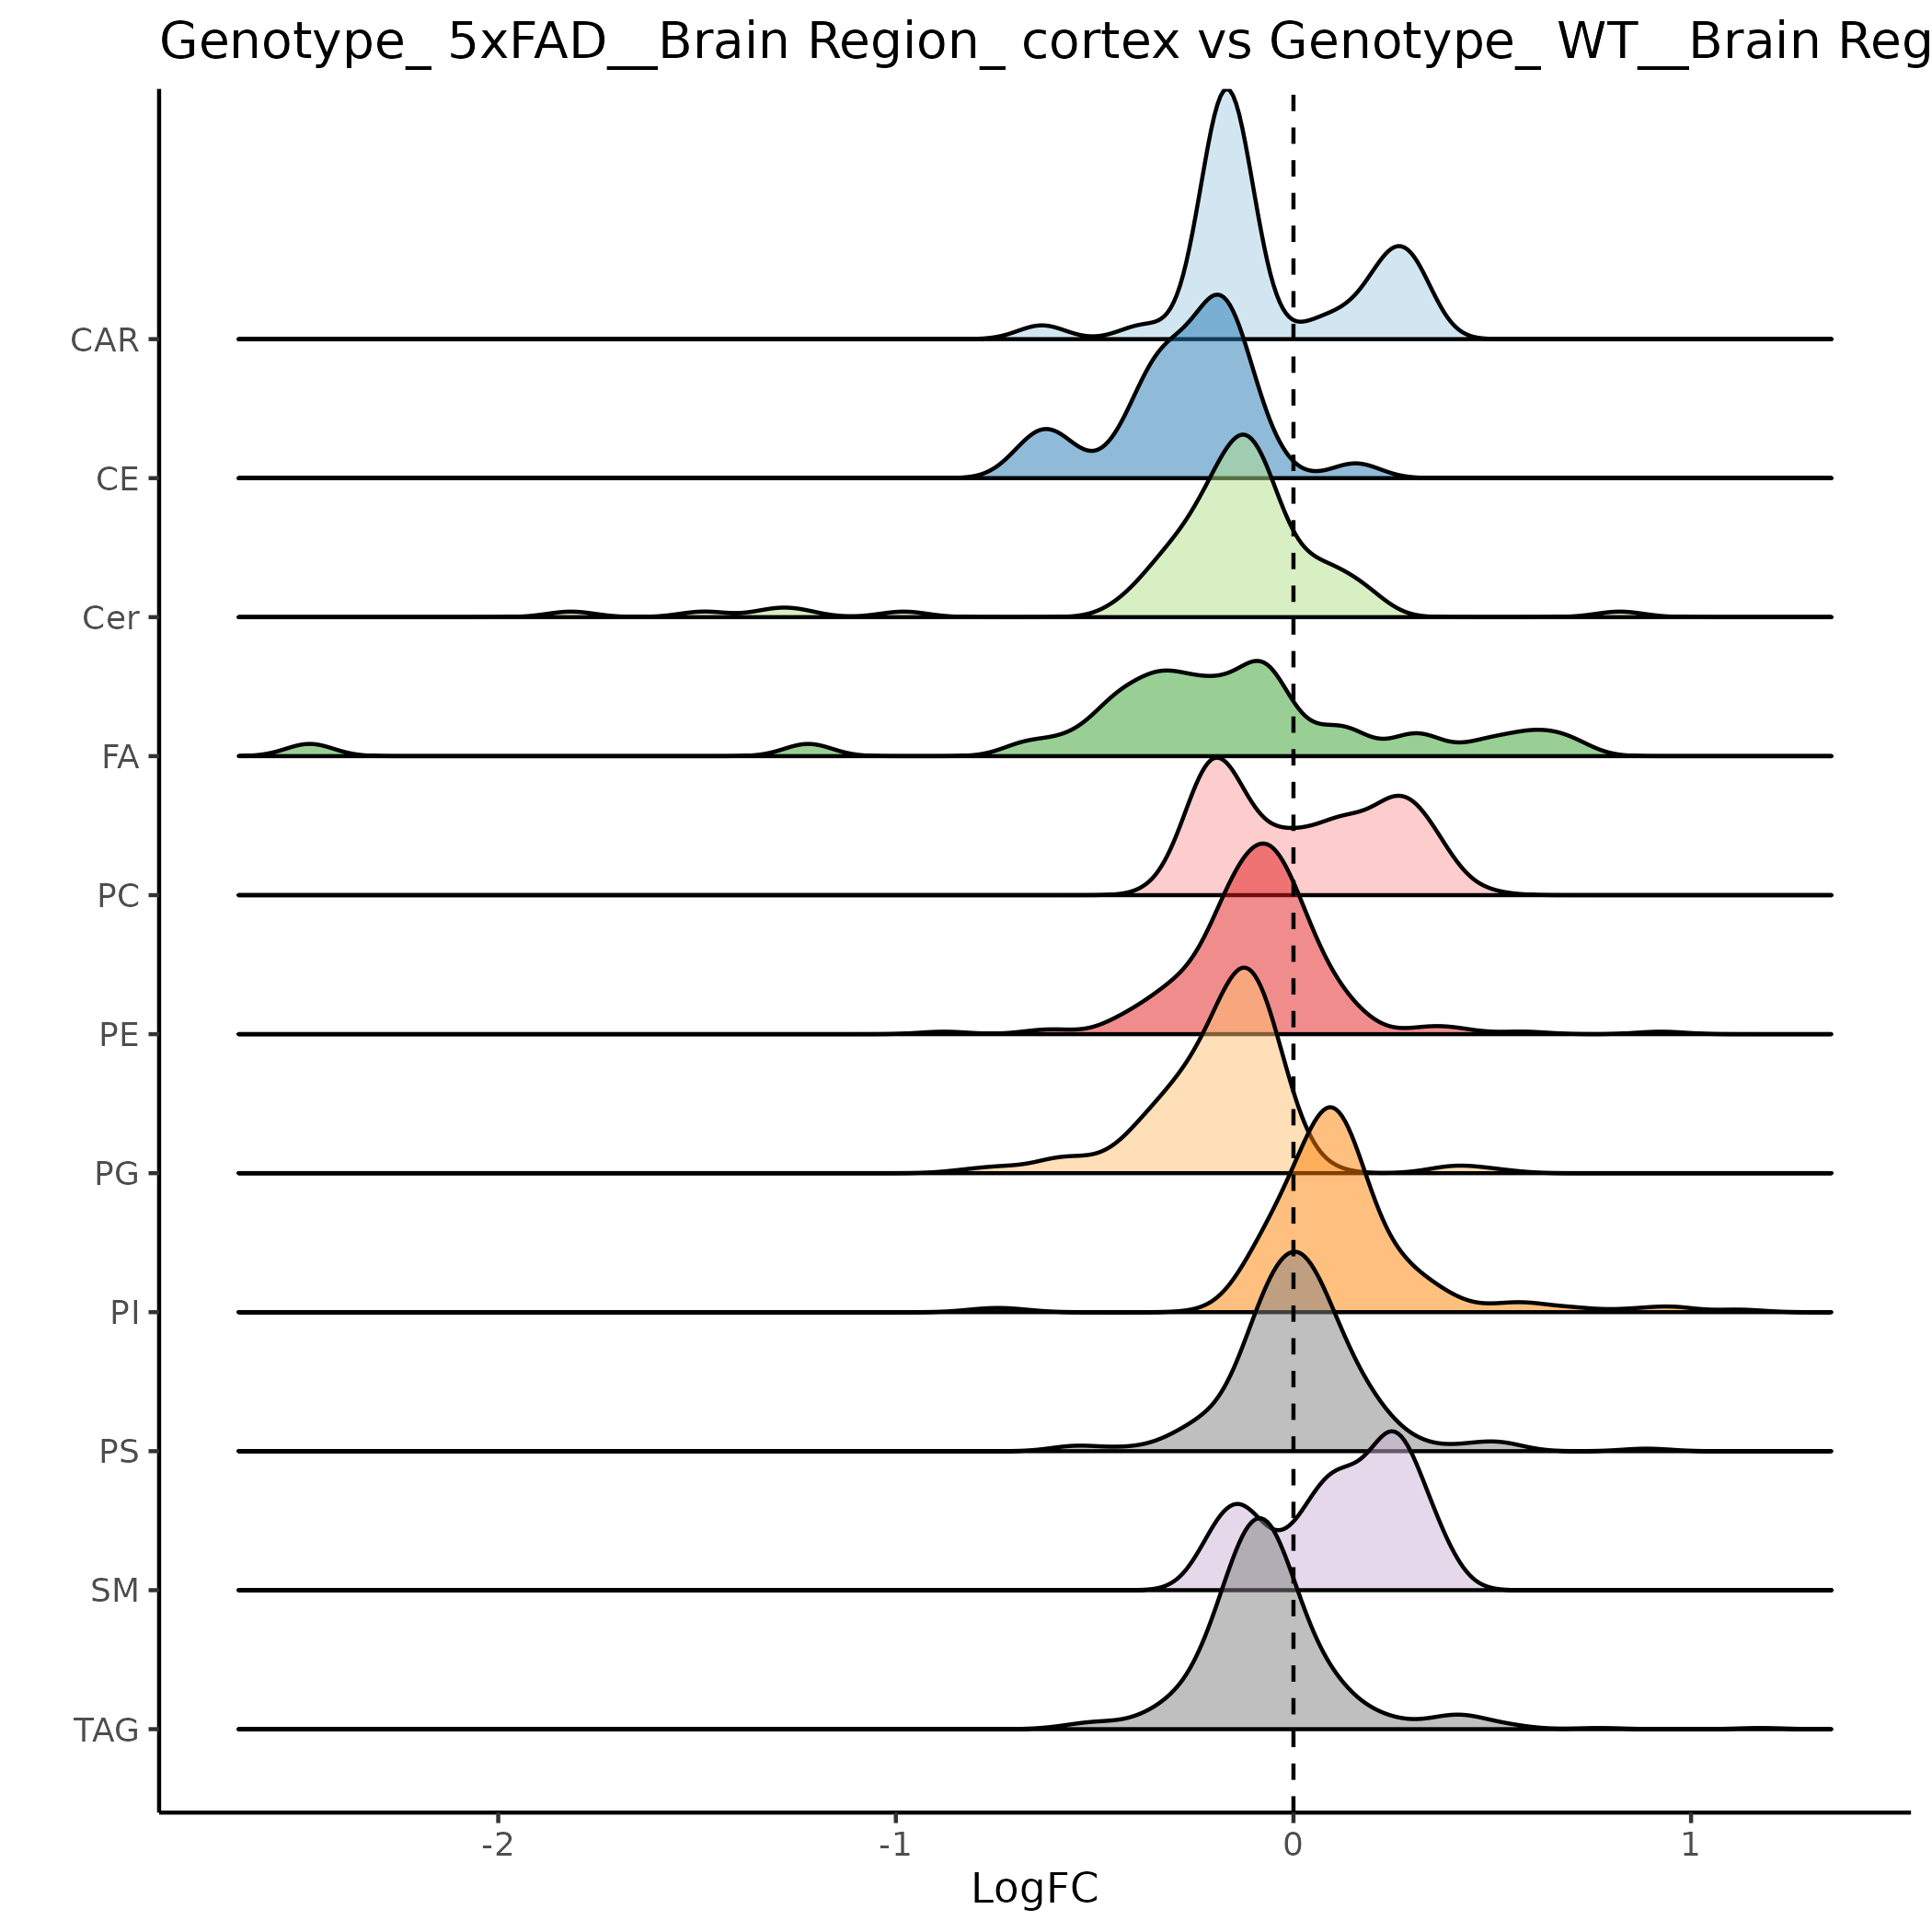 Genotype_ 5xFAD__Brain Region_ cortex vs Genotype_ WT__Brain Reg
CAR
CE
Cer
FA
PC
PE
PG
PI
PS
SM
TAG
-2 -1 0 1
LogFC